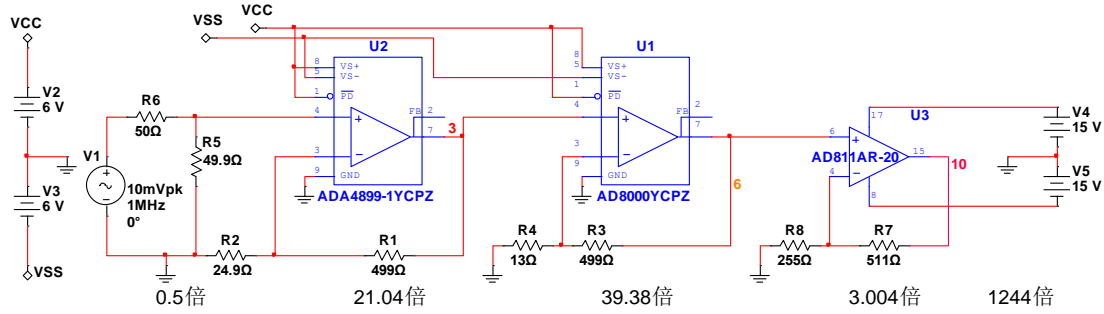 VCC
V2
6 V
V3
6 V
VSS
V1
10mVpk
1MHz
0°
R6
50Ω
R5
49.9Ω
VSS
VCC
U2
8
5
1
4
3
9
VS+
VS-
PD
FB
GND
2
7
ADA4899-1YCPZ
3
R2
24.9Ω
R1
499Ω
U1
8
5
1
4
3
9
VS+
VS-
PD
FB
GND
2
7
AD8000YCPZ
6
R4
13Ω
R3
499Ω
U3
6
4
17
15
8
AD811AR-20
10
R8
255Ω
R7
511Ω
V4
15 V
V5
15 V
0.5倍
21.04倍
39.38倍
3.004倍
1244倍